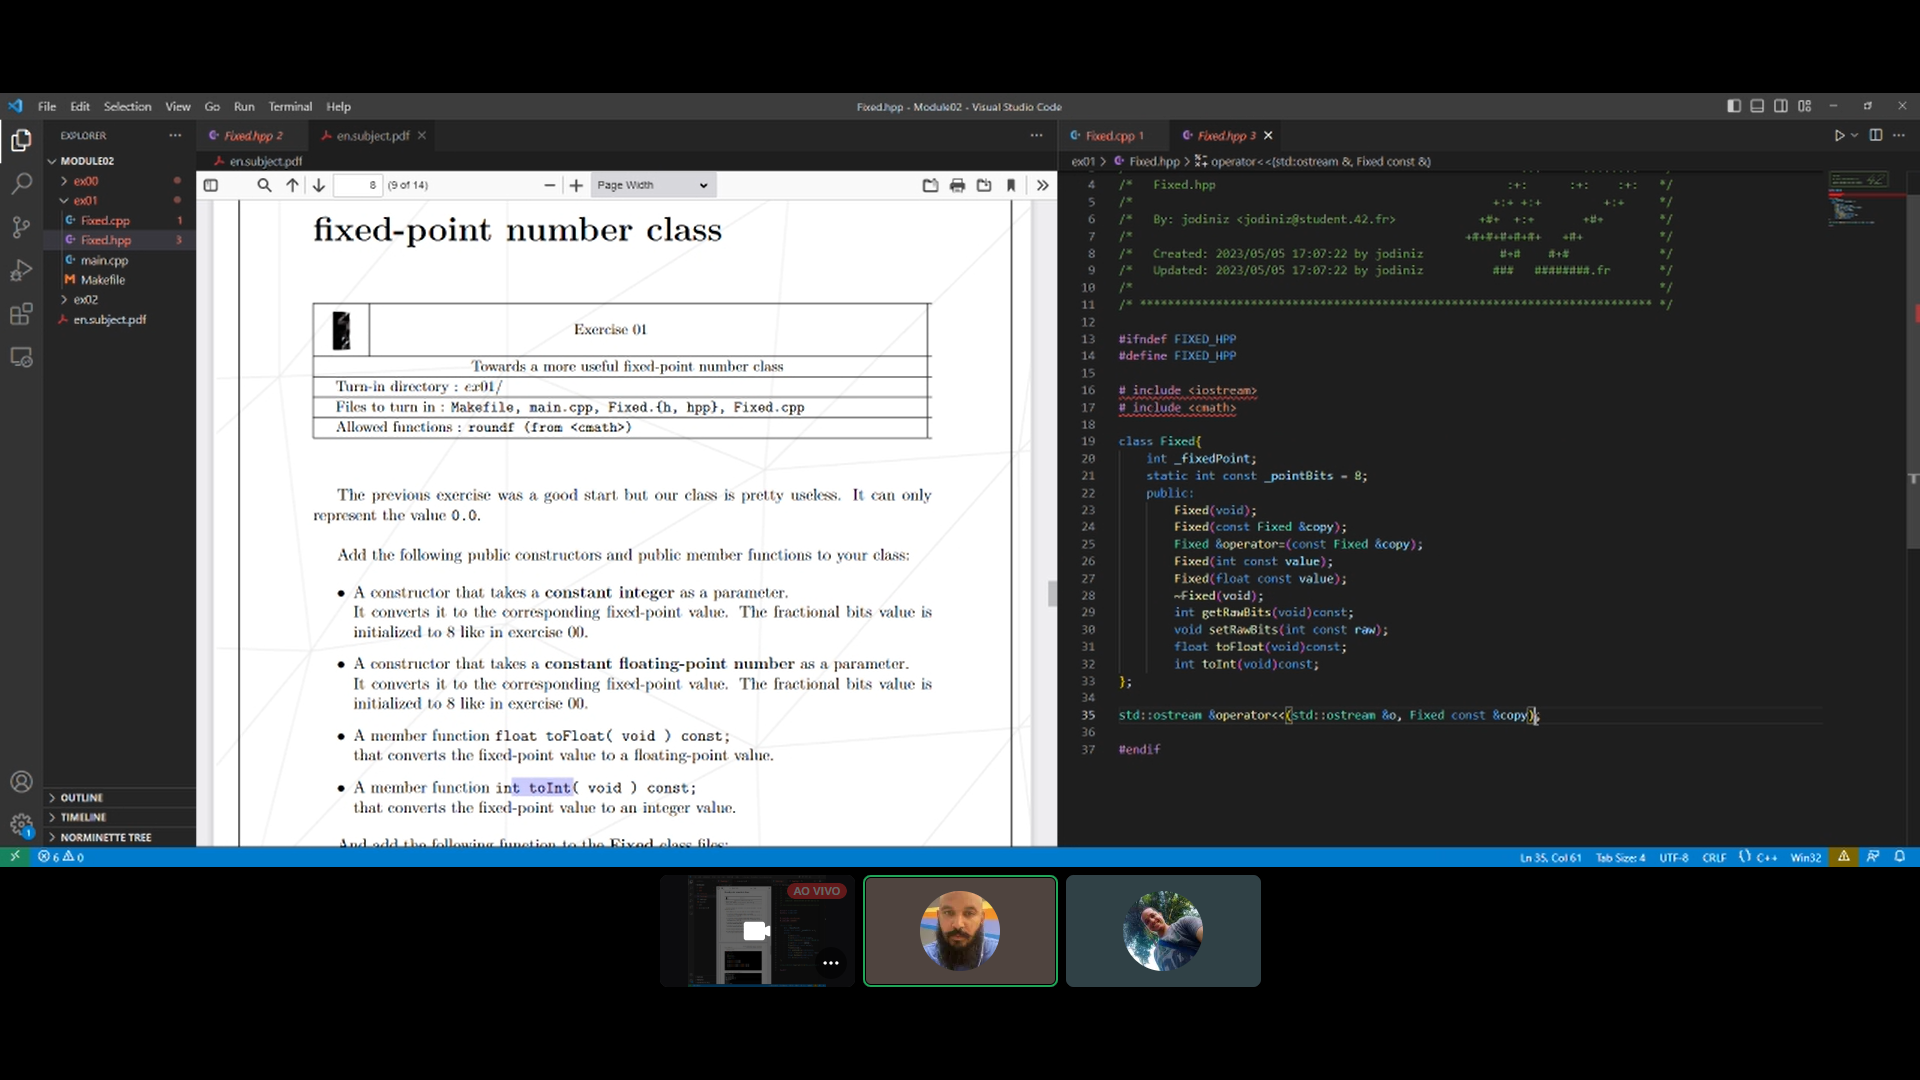 File Edit Selection View Go Run Terminal Help
Fixed.hpp - Module02 - Visual Studio Code
EXPLORER
MODULE02
ex00
ex01
Fixed.cpp 1
Fixed.hpp 3
main.cpp
Makefile
ex02
en.subject.pdf
OUTLINE
TIMELINE
NORMINETTE TREE
Fixed.hpp 2
en.subject.pdf
en.subject.pdf
8 (9 of 14)
Page Width
fixed-point number class
Exercise 01
Towards a more useful fixed-point number class
Turn-in directory : ex01/
Files to turn in : Makefile, main.cpp, Fixed.{h, hpp}, Fixed.cpp
Allowed functions : roundf (from <cmath>)
The previous exercise was a good start but our class is pretty useless. It can only
represent the value 0.0.
Add the following public constructors and public member functions to your class:
• A constructor that takes a constant integer as a parameter.
It converts it to the corresponding fixed-point value. The fractional bits value is
initialized to 8 like in exercise 00.
• A constructor that takes a constant floating-point number as a parameter.
It converts it to the corresponding fixed-point value. The fractional bits value is
initialized to 8 like in exercise 00.
• A member function float toFloat( void ) const;
that converts the fixed-point value to a floating-point value.
• A member function int toInt( void ) const;
that converts the fixed-point value to an integer value.
And add the following function to the Fixed class files:
Fixed.cpp 1
Fixed.hpp 3
ex01 > Fixed.hpp > operator<<(std::ostream &, Fixed const &)
4 /* Fixed.hpp :+: :+: :+: */
5 /* +:+ +:+ +:+ */
6 /* By: jodiniz <jodiniz@student.42.fr> +#+ +:+ +#+ */
7 /* +#+#+#+#+#+ +#+ */
8 /* Created: 2023/05/05 17:07:22 by jodiniz #+# #+# */
9 /* Updated: 2023/05/05 17:07:22 by jodiniz ### ########.fr */
10 /* */
11 /* ************************************************************************** */
12
13 #ifndef FIXED_HPP
14 #define FIXED_HPP
15
16 # include <iostream>
17 # include <cmath>
18
19 class Fixed{
20 int _fixedPoint;
21 static int const _pointBits = 8;
22 public:
23 Fixed(void);
24 Fixed(const Fixed &copy);
25 Fixed &operator=(const Fixed &copy);
26 Fixed(int const value);
27 Fixed(float const value);
28 ~Fixed(void);
29 int getRawBits(void)const;
30 void setRawBits(int const raw);
31 float toFloat(void)const;
32 int toInt(void)const;
33 };
34
35 std::ostream &operator<<(std::ostream &o, Fixed const &copy);
36
37 #endif
6 0
Ln 35, Col 61 Tab Size: 4 UTF-8 CRLF C++ Win32
AO VIVO